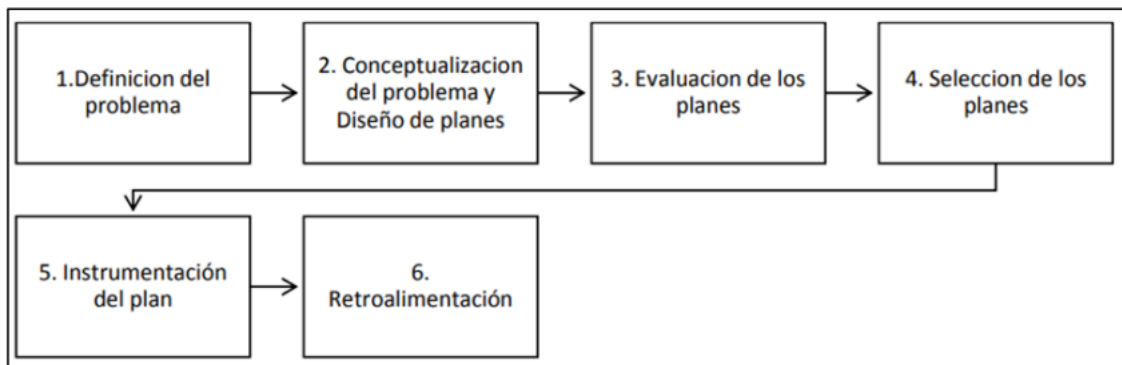 1.Definicion del
problema
2. Conceptualizacion
del problema y
Diseño de planes
3. Evaluacion de los
planes
4. Seleccion de los
planes
5. Instrumentación
del plan
6.
Retroalimentación